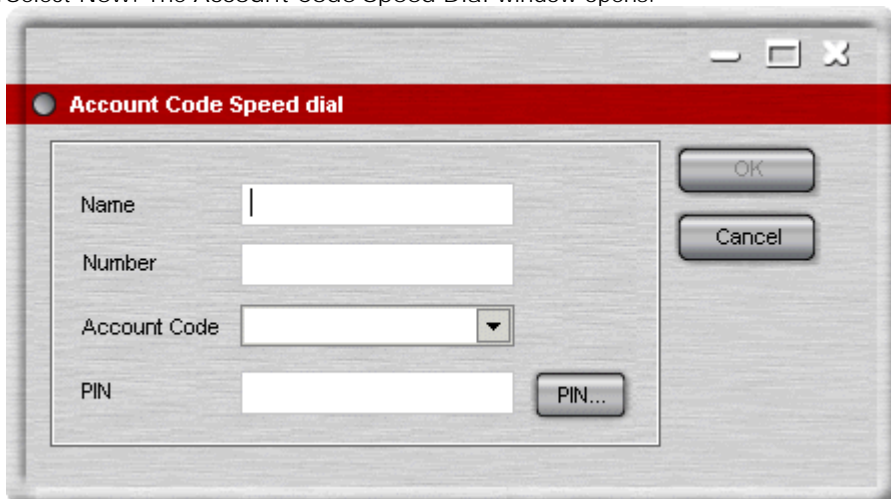 Select New. The Account Code Speed Dial window opens.
Account Code Speed dial
OK
Name
Cancel
Number
Account Code
PIN
PIN...